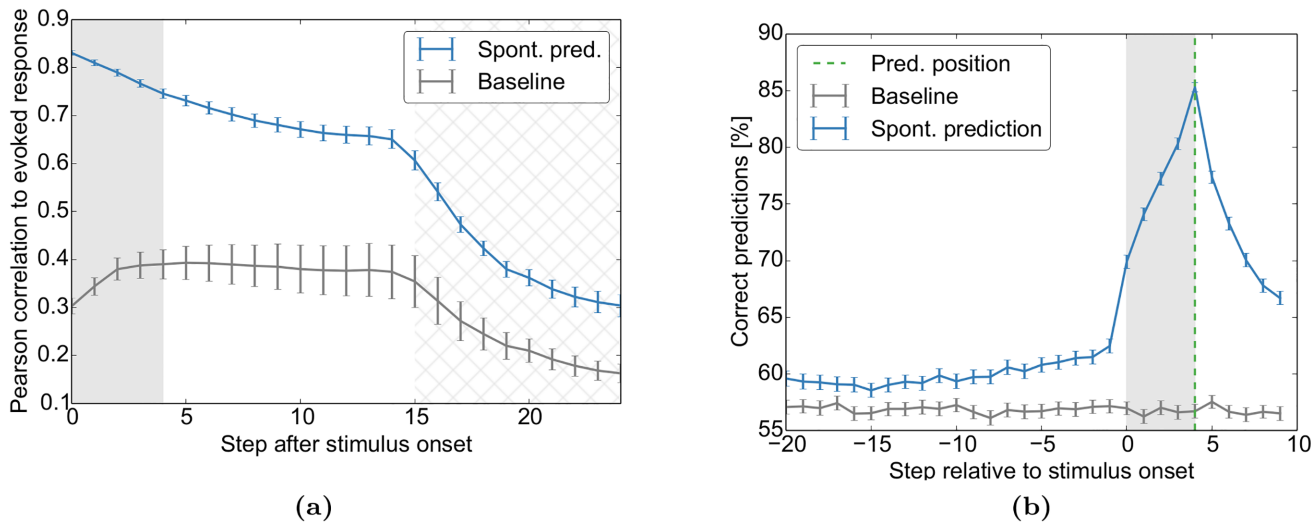 0.9
0.8
0.7
0.6
0.5
0.4
0.3
0.2
0.1
Pearson correlation to evoked response
Spont. pred.
Baseline
0 5 10 15 20
Step after stimulus onset
(a)
90
85
80
75
70
65
60
55
Correct predictions [%]
Pred. position
Baseline
Spont. prediction
−20 −15 −10 −5 0 5 10
Step relative to stimulus onset
(b)